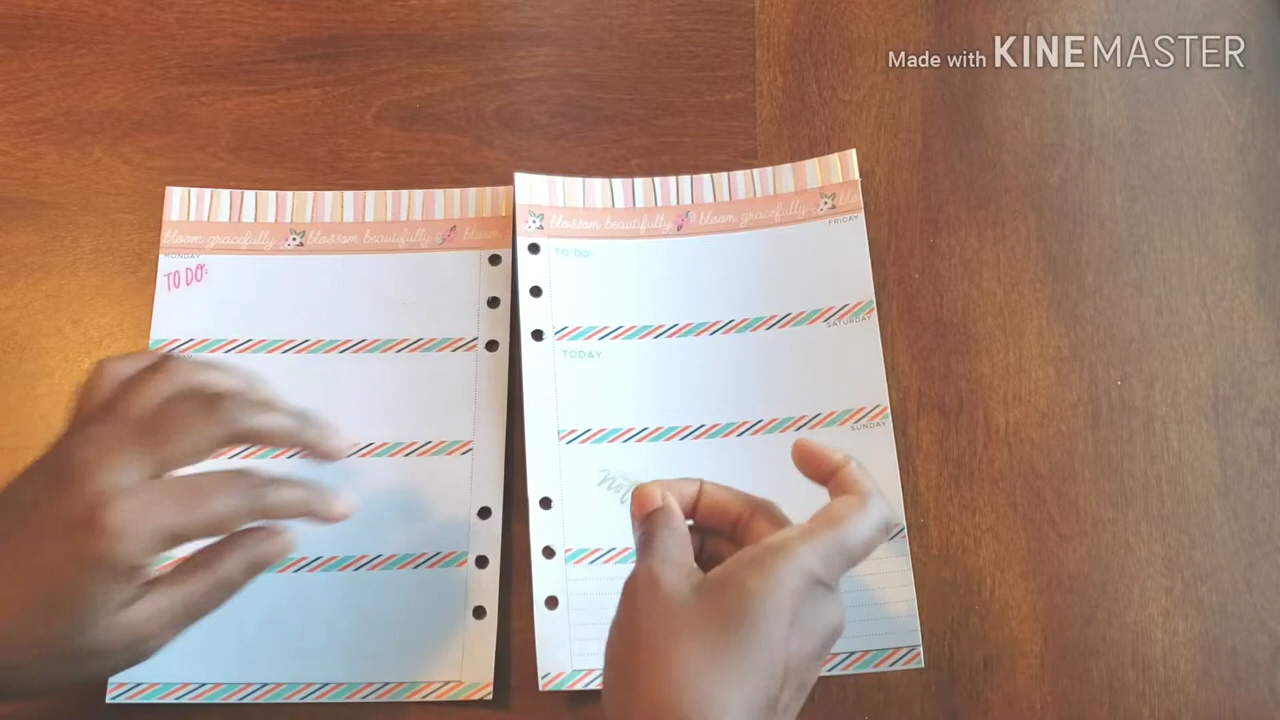 Made with KINEMASTER
bloom gracefully blossom beautifully bloom
MONDAY
TO DO:
blossom beautifully bloom gracefully blo
FRIDAY
TO DO:
SATURDAY
TODAY
SUNDAY